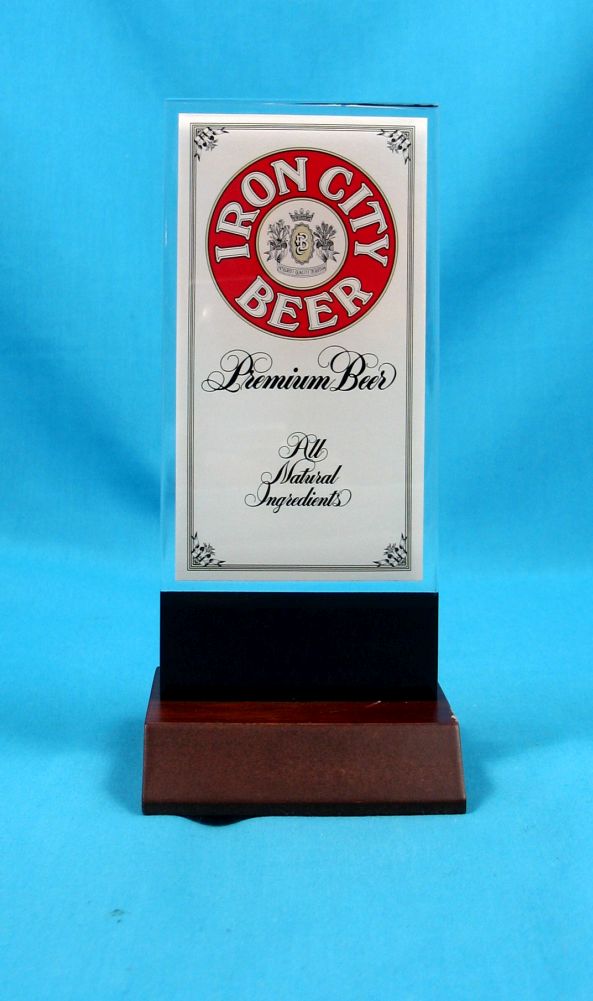 IRON CITY
BEER
Premium Beer
All
Natural
Ingredients